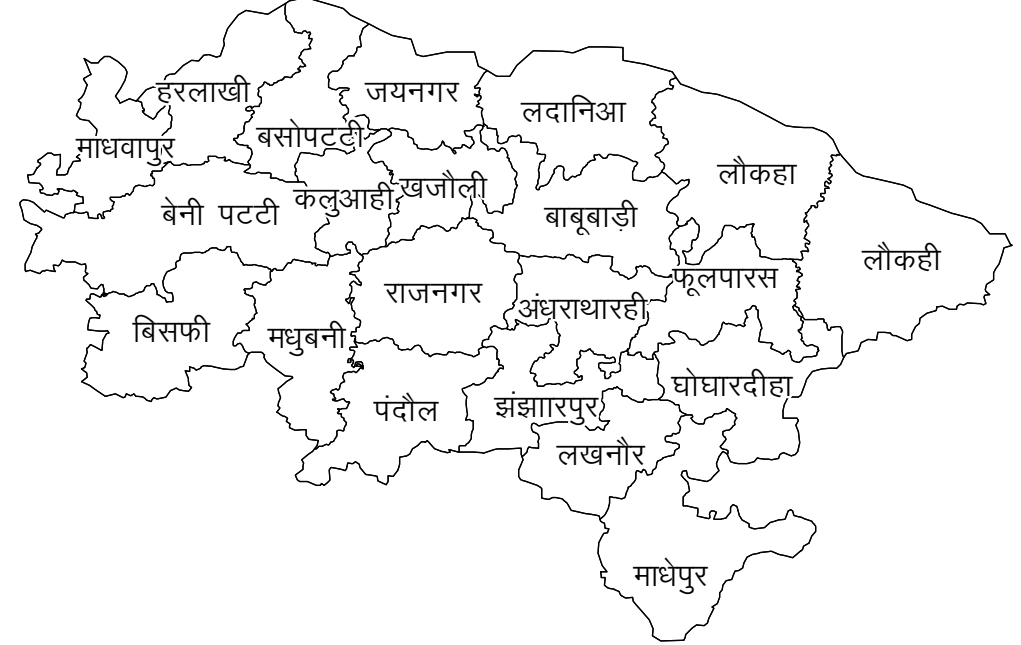 हरलाखी
जयनगर
लदानिआ
बसोपटटी
माधवापुर
लौकहा
केलुआही
खजौली
बेनी पटटी
बाबूबाड़ी
लौकही
फूलपारस
राजनगर
अंधराथारही
बिसफी
मधुबनी
घोघारदीहा
पंदौल
झंझाारपुर
लखनौर
माधेपुर